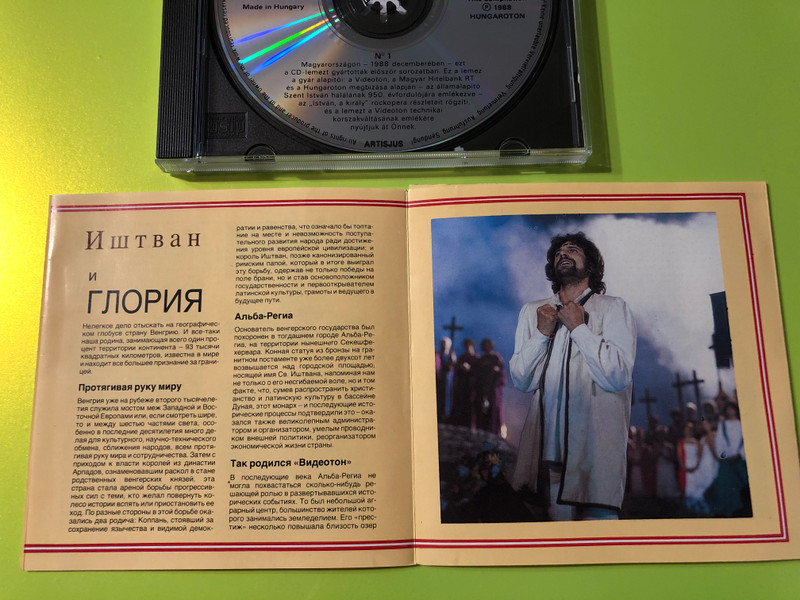 Made in Hungary
℗ 1988
HUNGAROTON
Nº 1
Magyarországon – 1988 decemberében – ezt
a CD-lemezt gyártották először sorozatban. Ez a lemez
a gyár alapítói: a Videoton, a Magyar Hitelbank RT
és a Hungaroton megbízása alapján – az államalapító
Szent István halálának 950. évfordulójára emlékezve –
az „István, a király" rockopera részleteit rögzíti
és a lemezt a Videoton technikai
korszakváltásának emlékére
nyújtjuk át Önnek.
ARTISJUS
Иштван
и
ГЛОРИЯ
Нелегкое дело отыскать на географичес-
ком глобусе страну Венгрию. И все-таки
наша родина, занимающая всего один про-
цент территории континента – 93 тысячи
квадратных километров, известна в мире
и находит все большее признание за грани-
цей.
Протягивая руку миру
Венгрия уже на рубеже второго тысячеле-
тия служила мостом меж Западной и Вос-
точной Европами или, если смотреть шире,
то и между шестью частями света, осо-
бенно в последние десятилетия много де-
лая для культурного, научно-технического
обмена, сближения народов, всем протя-
гивая руку мира и сотрудничества. Затем с
приходом к власти королей из династии
Арпадов, ознаменовавшим раскол в стане
родственных венгерских князей, эта
страна стала ареной борьбы прогрессив-
ных сил с теми, кто желал повернуть ко-
лесо истории вспять или приостановить ее
ход. По разные стороны в этой борьбе ока-
зались два родича: Коппань, стоявший за
сохранение язычества и видимой демок-
ратии и равенства, что означало бы топта-
ние на месте и невозможность поступа-
тельного развития народа ради достиже-
ния уровня европейской цивилизации; и
король Иштван, позже канонизированный
римским папой, который в итоге выиграл
эту борьбу, одержав не только победы на
поле брани, но и став основоположником
государственности и первооткрывателем
латинской культуры, грамоты и ведущего в
будущее пути.
Альба-Регия
Основатель венгерского государства был
похоронен в тогдашнем городе Альба-Ре-
гиа, на территории нынешнего Секешфе-
хервара. Конная статуя из бронзы на гра-
нитном постаменте уже более двухсот лет
возвышается над городской площадью,
носящей имя Св. Иштвана, напоминая нам
не только о его несгибаемой воле, но и том
факте, что, сумев распространить христи-
анство и латинскую культуру в бассейне
Дуная, этот монарх – и последующие исто-
рические процессы подтвердили это – ока-
зался также великолепным администра-
тором и организатором, умелым проводни-
ком внешней политики, реорганизатором
экономической жизни страны.
Так родился «Видеотон»
В последующие века Альба-Регия не
могла похвастаться сколько-нибудь ре-
шающей ролью в развертывавшихся исто-
рических событиях. То был небольшой аг-
рарный центр, большинство жителей кото-
рого занимались земледелием. Его «прес-
тиж» несколько повышала близость озер